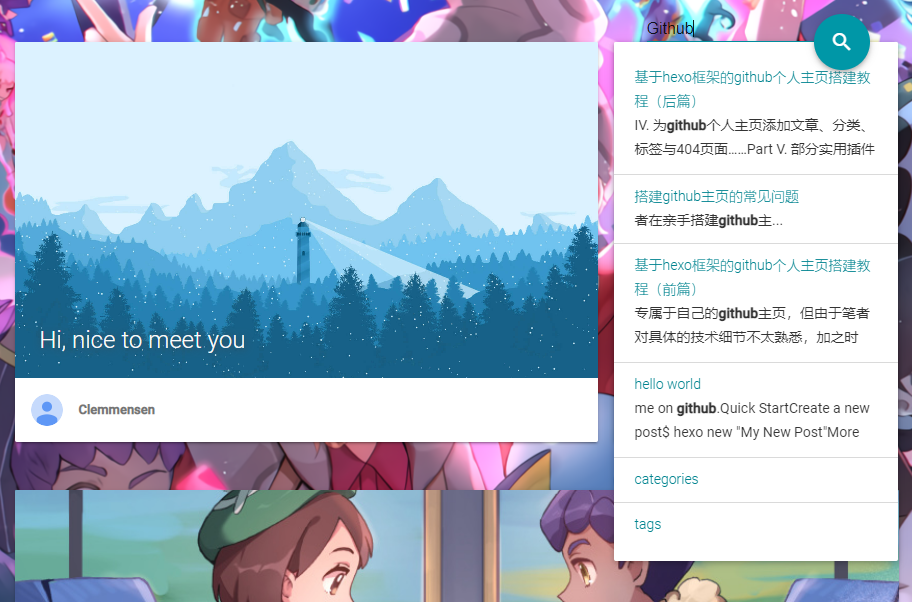 Github
基于hexo框架的github个人主页搭建教
程（后篇）
IV. 为github个人主页添加文章、分类、
标签与404页面……Part V. 部分实用插件
搭建github主页的常见问题
者在亲手搭建github主...
基于hexo框架的github个人主页搭建教
程（前篇）
专属于自己的github主页，但由于笔者
对具体的技术细节不太熟悉，加之时
hello world
me on github.Quick StartCreate a new
post$ hexo new "My New Post"More
categories
tags
Hi, nice to meet you
Clemmensen